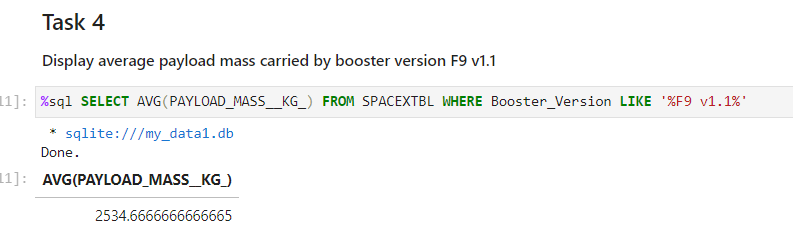 Task 4
Display average payload mass carried by booster version F9 v1.1
11]: %sql SELECT AVG(PAYLOAD_MASS__KG_) FROM SPACEXTBL WHERE Booster_Version LIKE '%F9 v1.1%'
* sqlite:///my_data1.db
Done.
11]: AVG(PAYLOAD_MASS__KG_)
2534.6666666666665